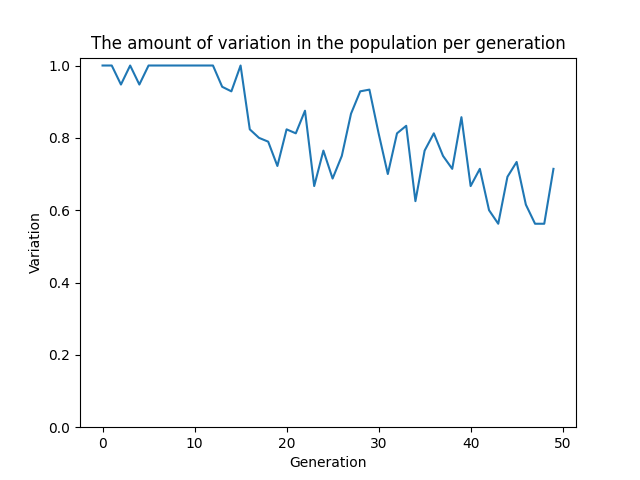 The amount of variation in the population per generation
1.0
0.8
0.6
0.4
0.2
0.0
Variation
0 10 20 30 40 50
Generation